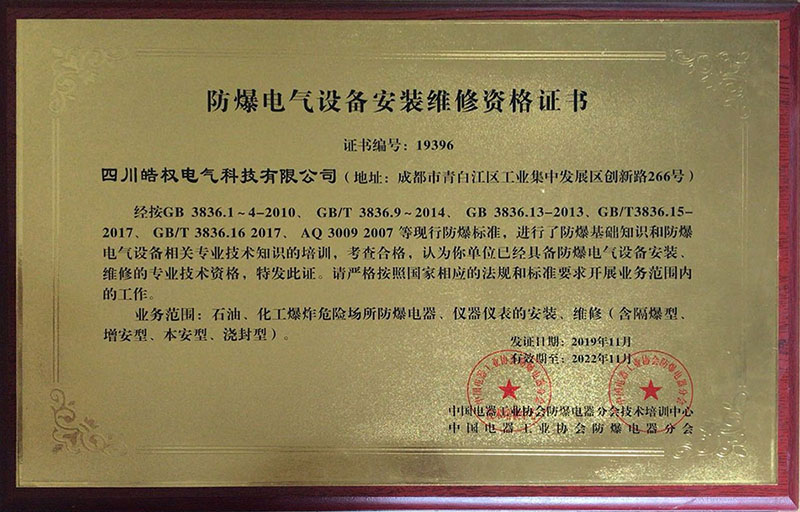 防爆电气设备安装维修资格证书
证书编号：19396
四川皓权电气科技有限公司（地址：成都市青白江区工业集中发展区创新路266号）
经按GB 3836.1～4-2010、GB/T 3836.9－2014、GB 3836.13-2013、GB/T3836.15-
2017、GB/T 3836.16 2017、AQ 3009 2007 等现行防爆标准，进行了防爆基础知识和防爆
电气设备相关专业技术知识的培训，考查合格，认为你单位已经具备防爆电气设备安装、
维修的专业技术资格，特发此证。请严格按照国家相应的法规和标准要求开展业务范围内
的工作。
业务范围：石油、化工爆炸危险场所防爆电器、仪器仪表的安装、维修（含隔爆型、
增安型、本安型、浇封型）。
发证日期：2019年11月
有效期至：2022年11月
中国电器工业协会防爆电器分会技术培训中心
中国电器工业协会防爆电器分会